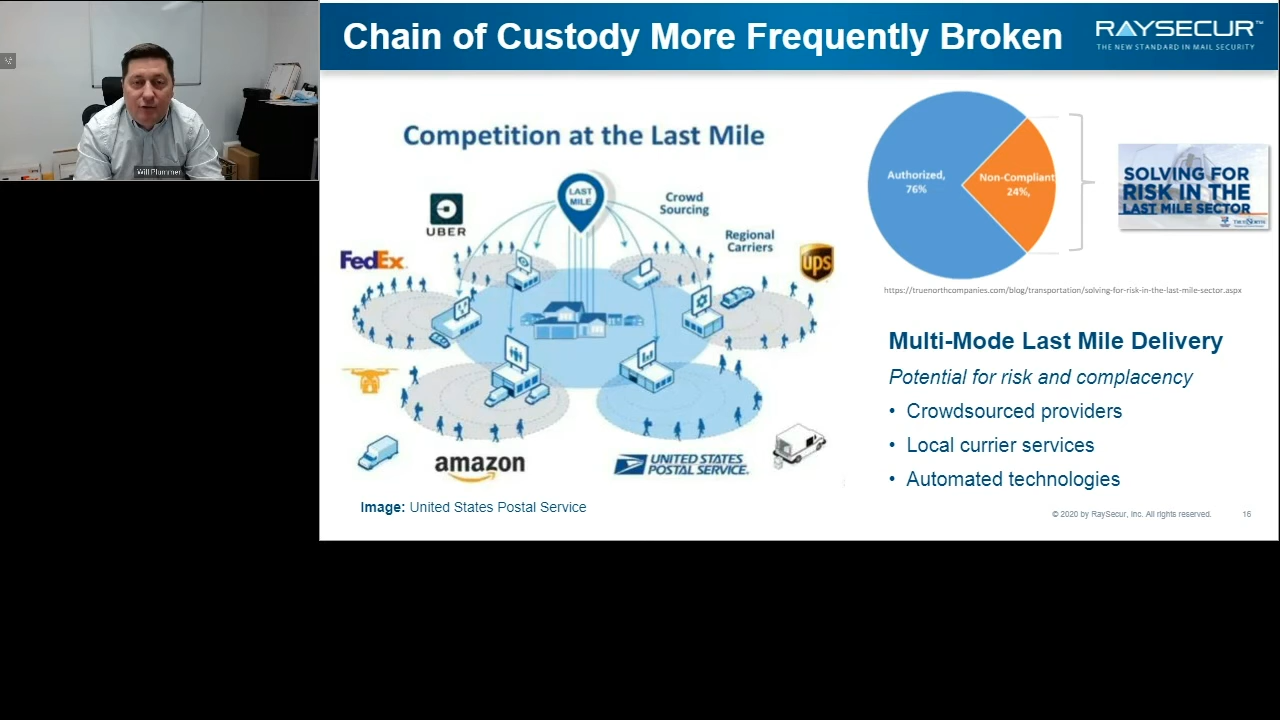 Chain of Custody More Frequently Broken
RAYSECUR™
THE NEW STANDARD IN MAIL SECURITY
Will Plummer
Competition at the Last Mile
LAST
MILE
UBER
Crowd
Sourcing
Regional
Carriers
FedEx
ups
amazon
UNITED STATES
POSTAL SERVICE.
Image: United States Postal Service
Authorized,
76%
Non-Compliant
24%,
SOLVING FOR
RISK IN THE
LAST MILE SECTOR
https://truenorthcompanies.com/blog/transportation/solving-for-risk-in-the-last-mile-sector.aspx
Multi-Mode Last Mile Delivery
Potential for risk and complacency
• Crowdsourced providers
• Local currier services
• Automated technologies
© 2020 by RaySecur, Inc. All rights reserved.
16